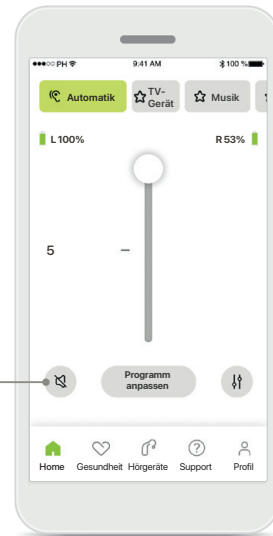 ●●●○○ PH 9:41 AM 100 %
Automatik
TV-
Gerät
Musik
L 100% R 53%
5 –
Programm
anpassen
Home Gesundheit Hörgeräte Support Profil